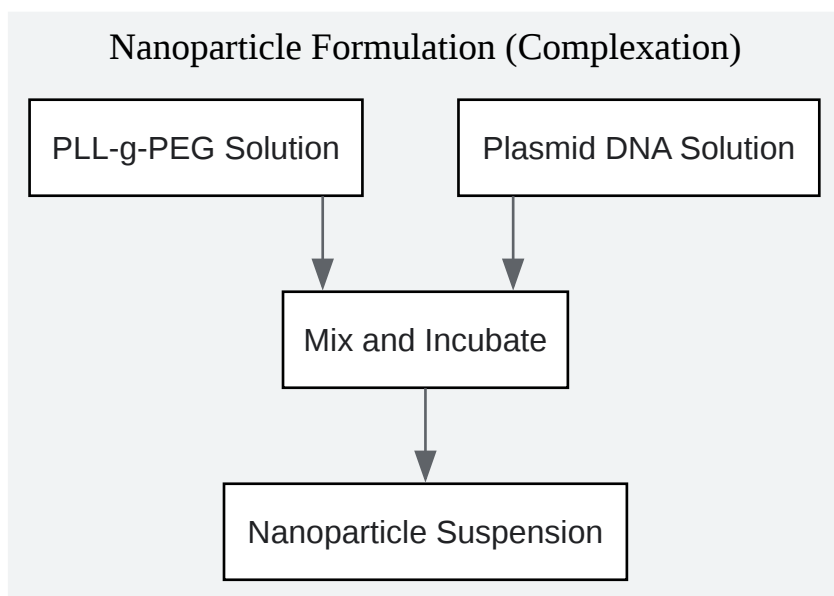 Nanoparticle Formulation (Complexation)
PLL-g-PEG Solution
Plasmid DNA Solution
Mix and Incubate
Nanoparticle Suspension